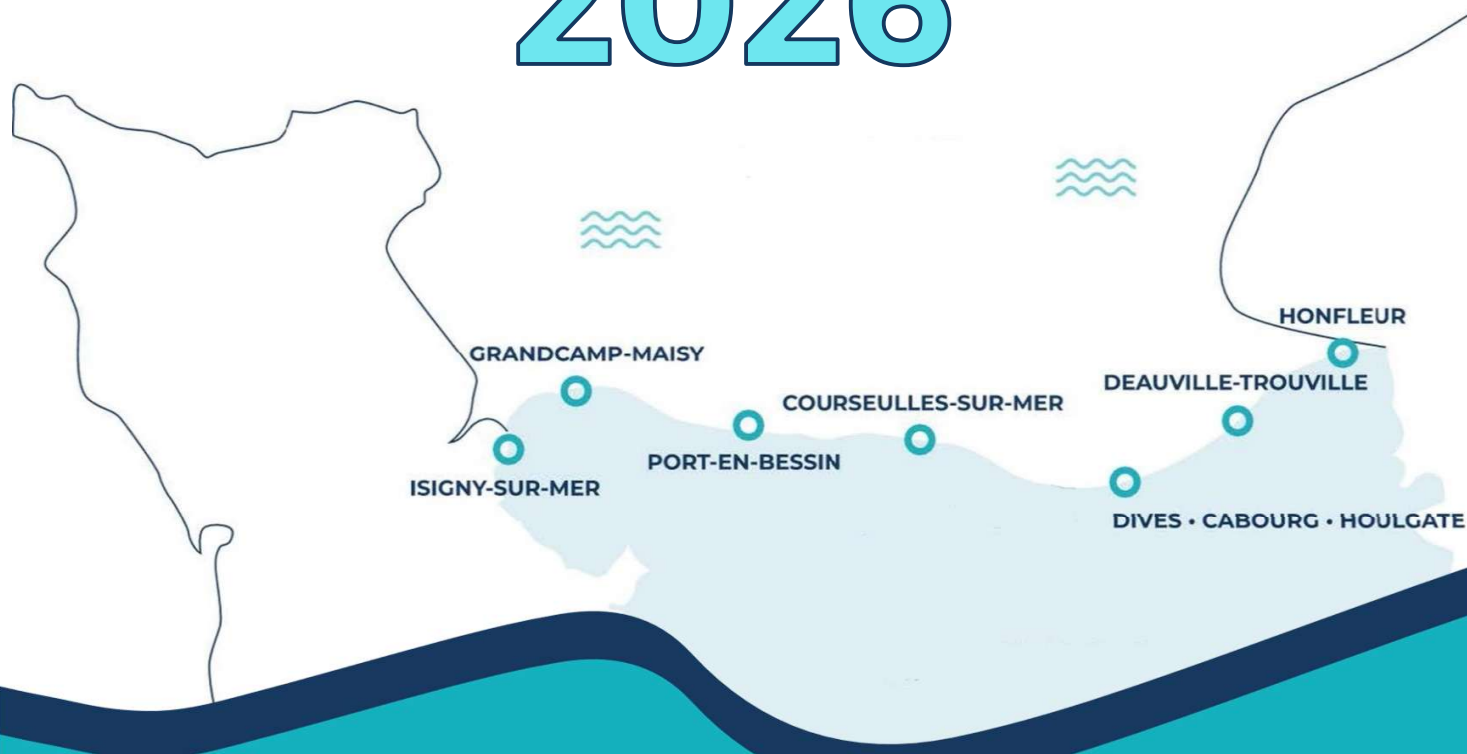 2026
HONFLEUR
GRANDCAMP-MAISY
DEAUVILLE-TROUVILLE
COURSEULLES-SUR-MER
PORT-EN-BESSIN
ISIGNY-SUR-MER
DIVES • CABOURG • HOULGATE